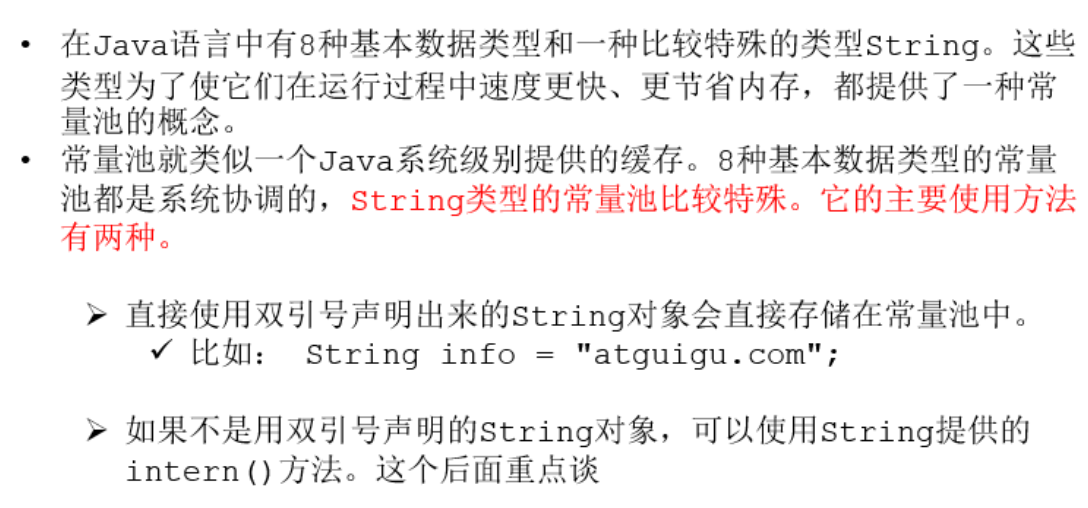 • 在Java语言中有8种基本数据类型和一种比较特殊的类型String。这些
类型为了使它们在运行过程中速度更快、更节省内存，都提供了一种常
量池的概念。
• 常量池就类似一个Java系统级别提供的缓存。8种基本数据类型的常量
池都是系统协调的，String类型的常量池比较特殊。它的主要使用方法
有两种。
➢ 直接使用双引号声明出来的String对象会直接存储在常量池中。
✓ 比如： String info = "atguigu.com";
➢ 如果不是用双引号声明的String对象，可以使用String提供的
intern()方法。这个后面重点谈